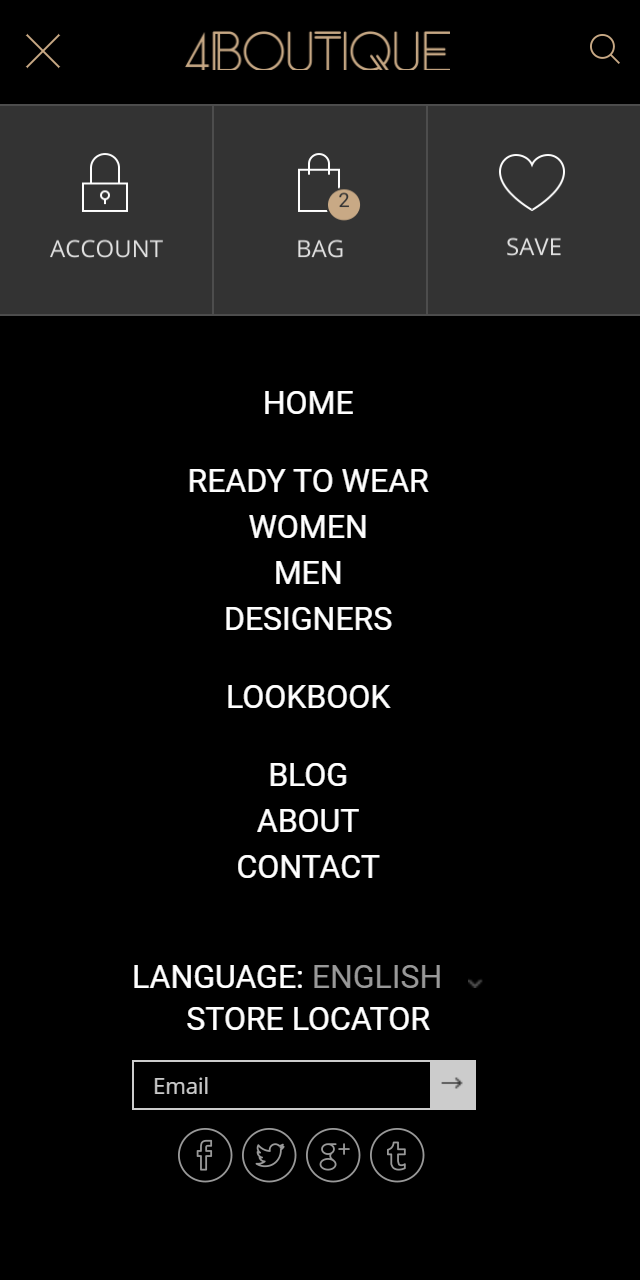 4BOUTIQUE
2
ACCOUNT
BAG
SAVE
HOME
READY TO WEAR
WOMEN
MEN
DESIGNERS
LOOKBOOK
BLOG
ABOUT
CONTACT
LANGUAGE: ENGLISH
STORE LOCATOR
Email